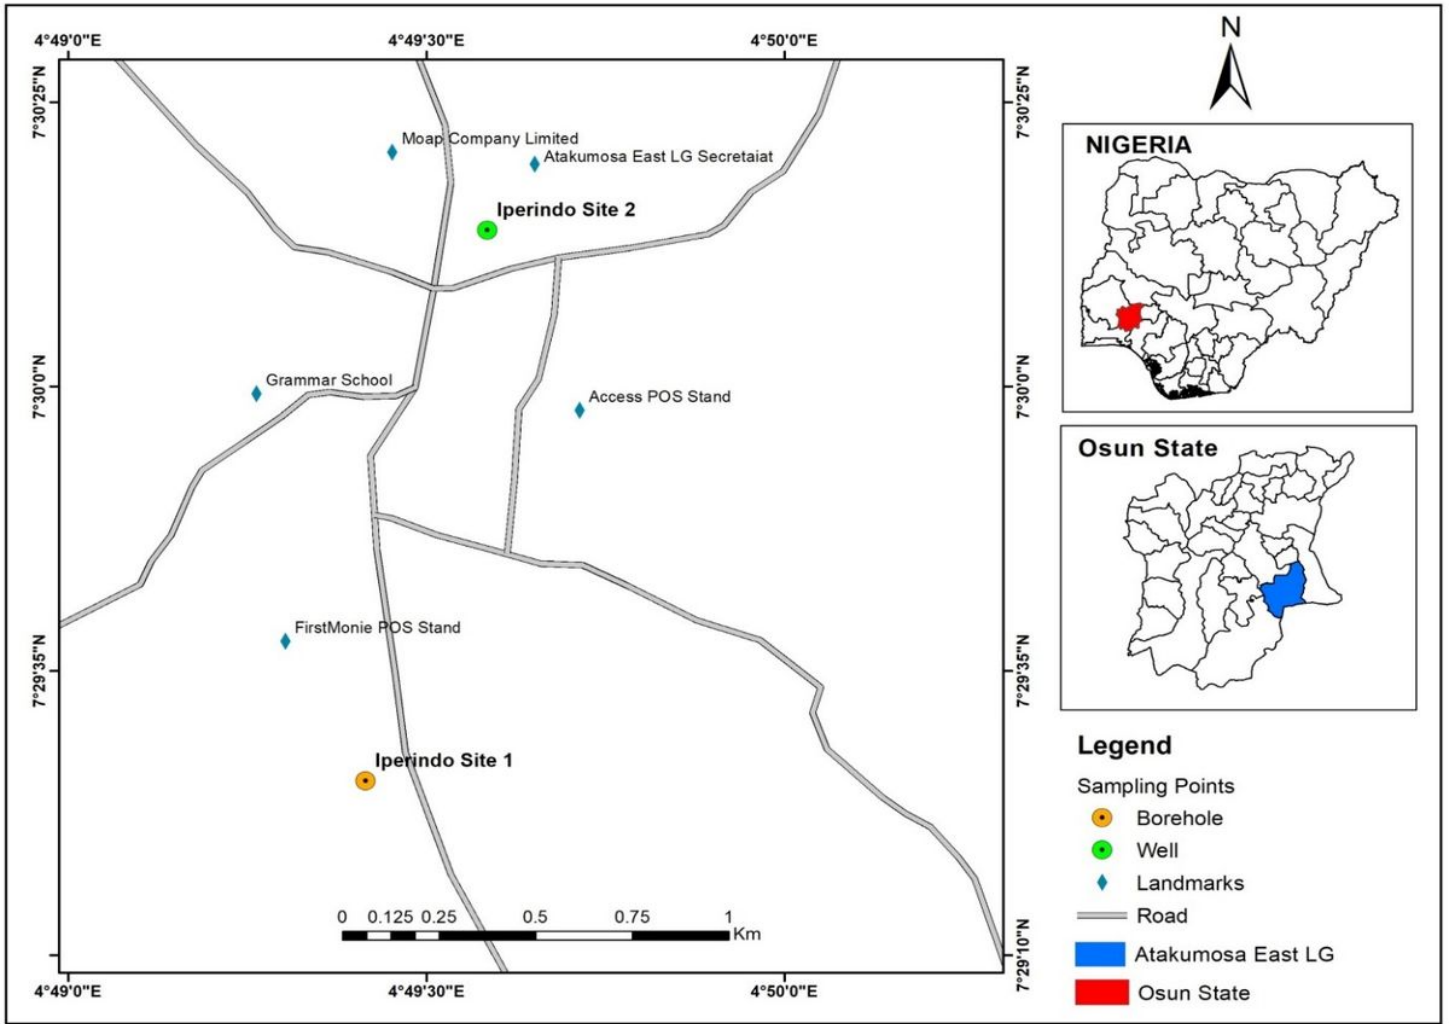 4°49'0"E
4°49'30"E
4°50'0"E
N
7°30'25"N
7°30'25"N
Moap Company Limited
Atakumosa East LG Secretaiat
NIGERIA
Iperindo Site 2
7°30'0"N
7°30'0"N
Grammar School
Access POS Stand
Osun State
FirstMonie POS Stand
7°29'35"N
7°29'35"N
Iperindo Site 1
Legend
Sampling Points
Borehole
Well
Landmarks
Road
Atakumosa East LG
Osun State
0 0.125 0.25 0.5 0.75 1
Km
7°29'10"N
4°49'0"E
4°49'30"E
4°50'0"E